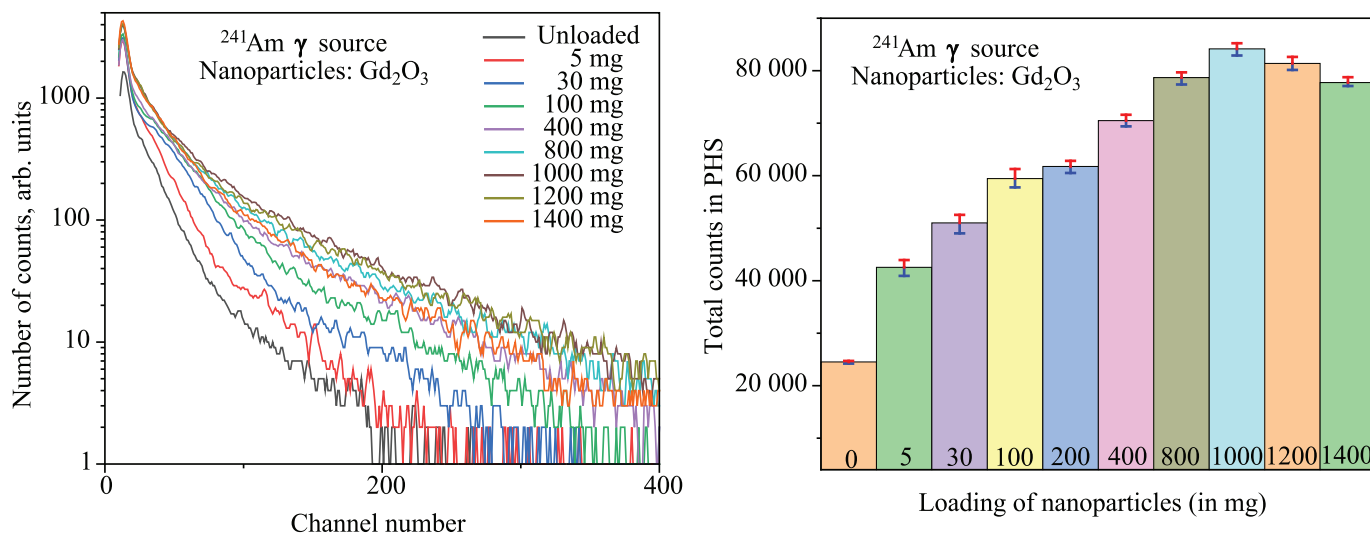 ²⁴¹Am γ source
Nanoparticles: Gd₂O₃
Unloaded
5 mg
30 mg
100 mg
400 mg
800 mg
1000 mg
1200 mg
1400 mg
1000
100
10
1
0
200
400
Number of counts, arb. units
Channel number
²⁴¹Am γ source
Nanoparticles: Gd₂O₃
80 000
60 000
40 000
20 000
Total counts in PHS
0 5 30 100 200 400 800 1000 1200 1400
Loading of nanoparticles (in mg)